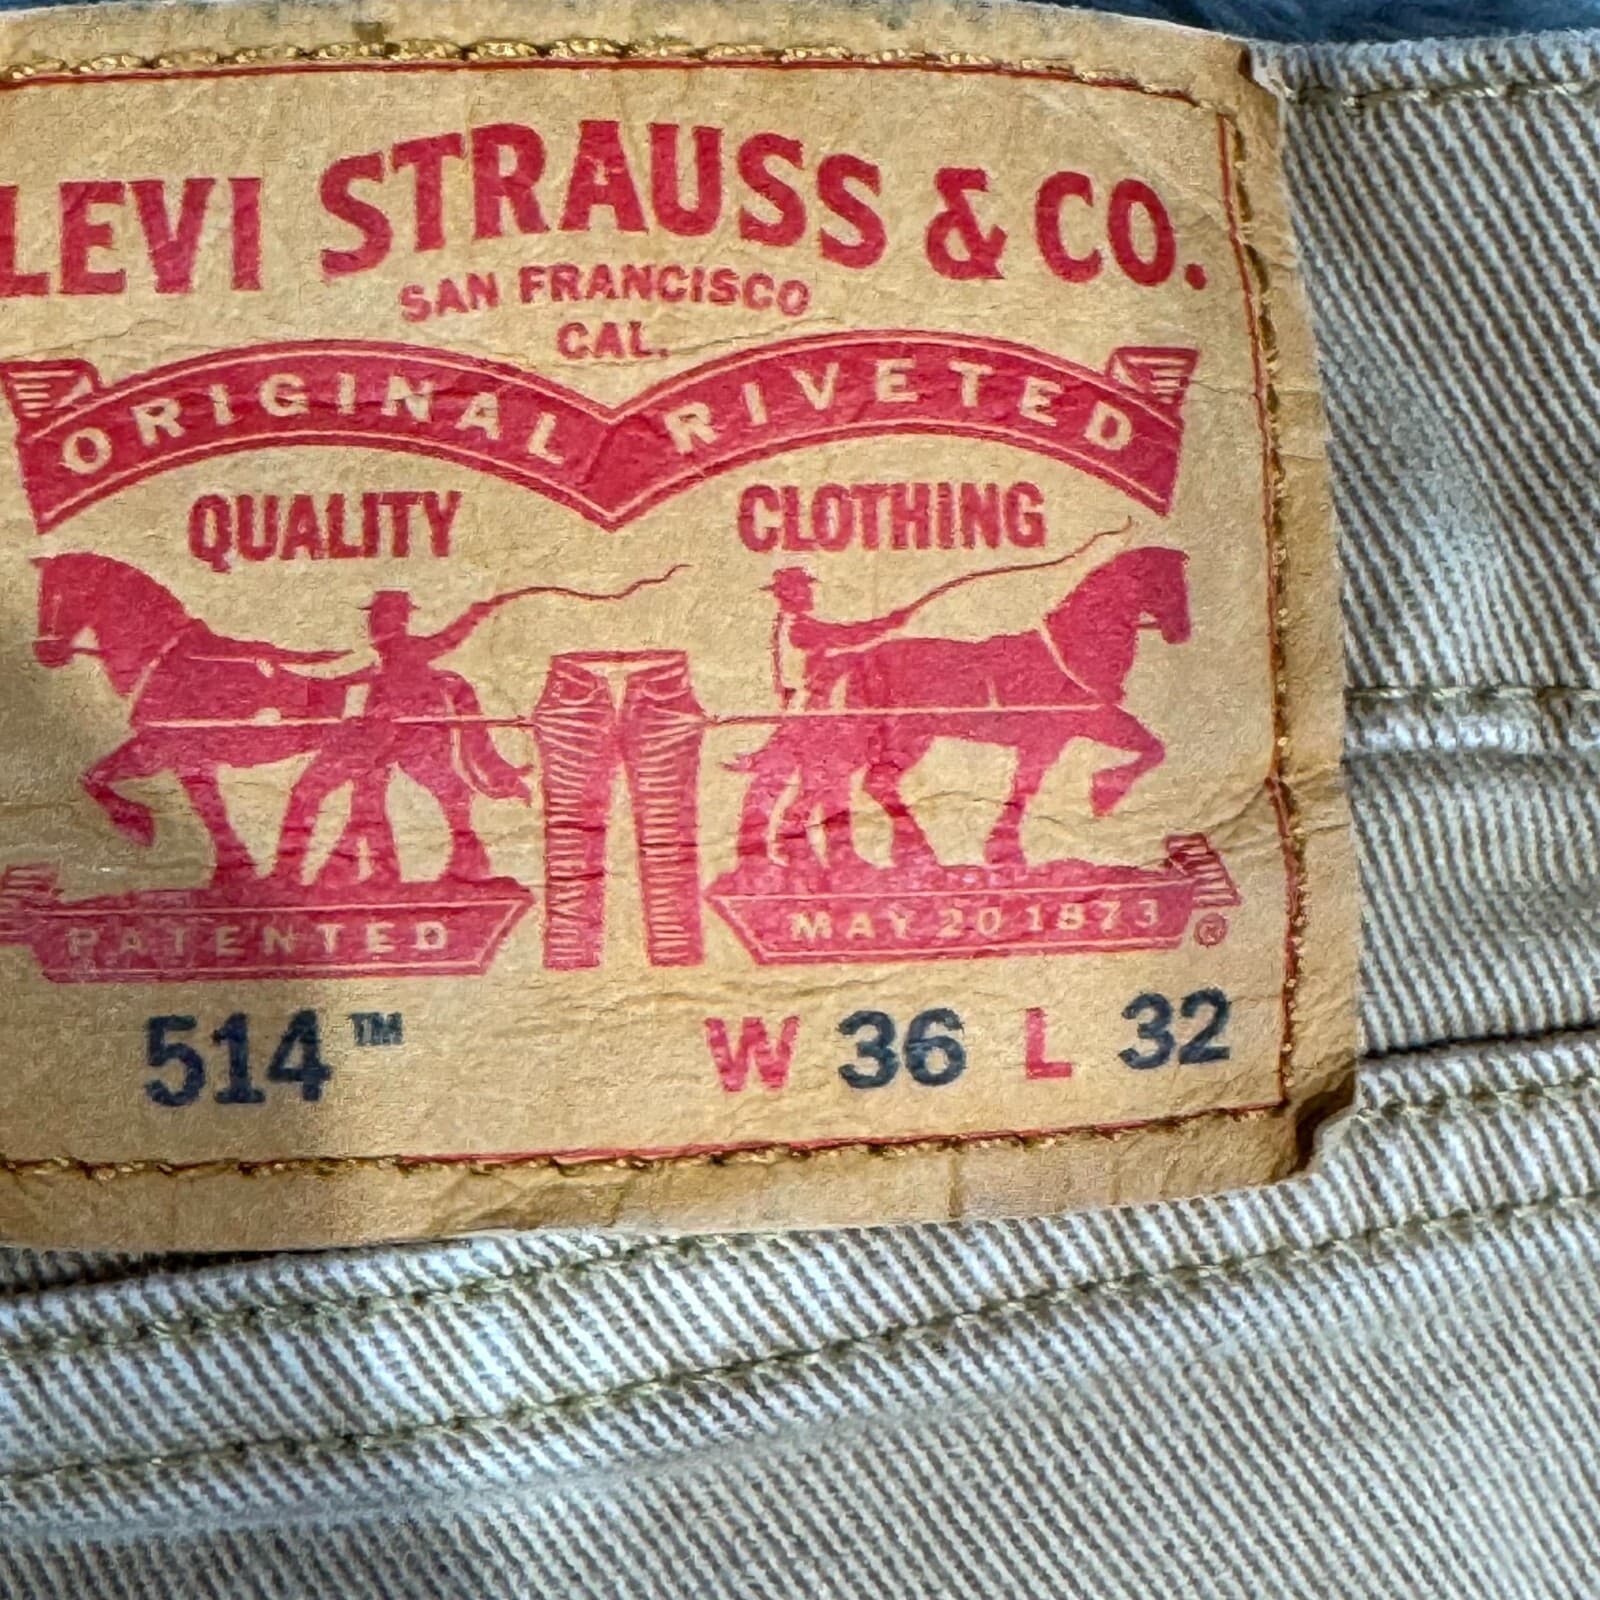 LEVI STRAUSS & CO.
SAN FRANCISCO
CAL.
ORIGINAL RIVETED
QUALITY CLOTHING
PATENTED MAY 20 1873 ®
514™ W 36 L 32